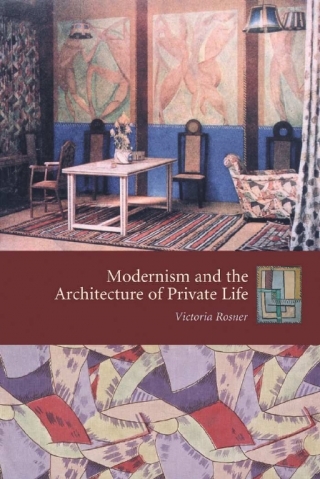 Modernism and the
Architecture of Private Life
Victoria Rosner